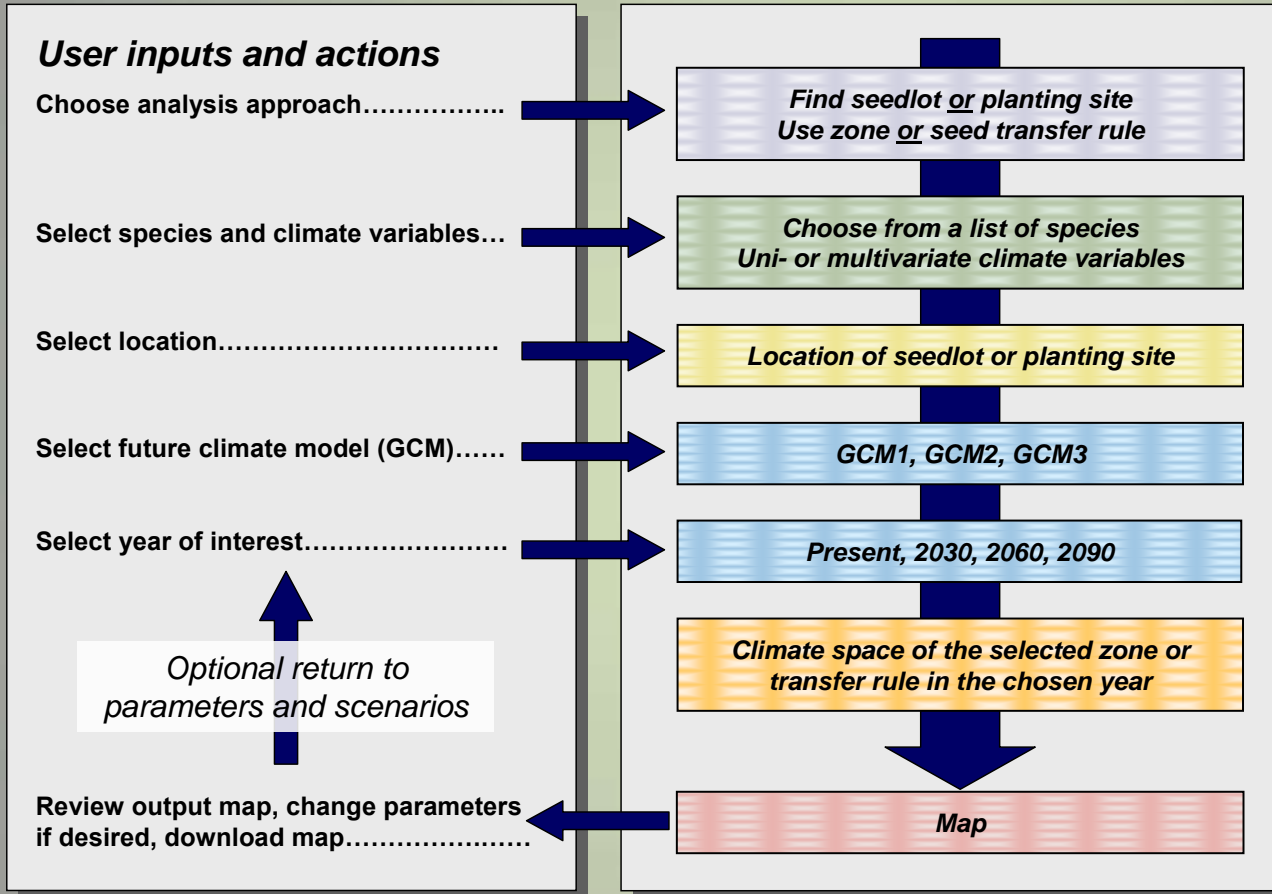 User inputs and actions
Choose analysis approach……………..
Find seedlot or planting site
Use zone or seed transfer rule
Select species and climate variables…
Choose from a list of species
Uni- or multivariate climate variables
Select location……………………………
Location of seedlot or planting site
Select future climate model (GCM)……
GCM1, GCM2, GCM3
Select year of interest……………………
Present, 2030, 2060, 2090
Climate space of the selected zone or
transfer rule in the chosen year
Optional return to
parameters and scenarios
Review output map, change parameters
if desired, download map…………………
Map